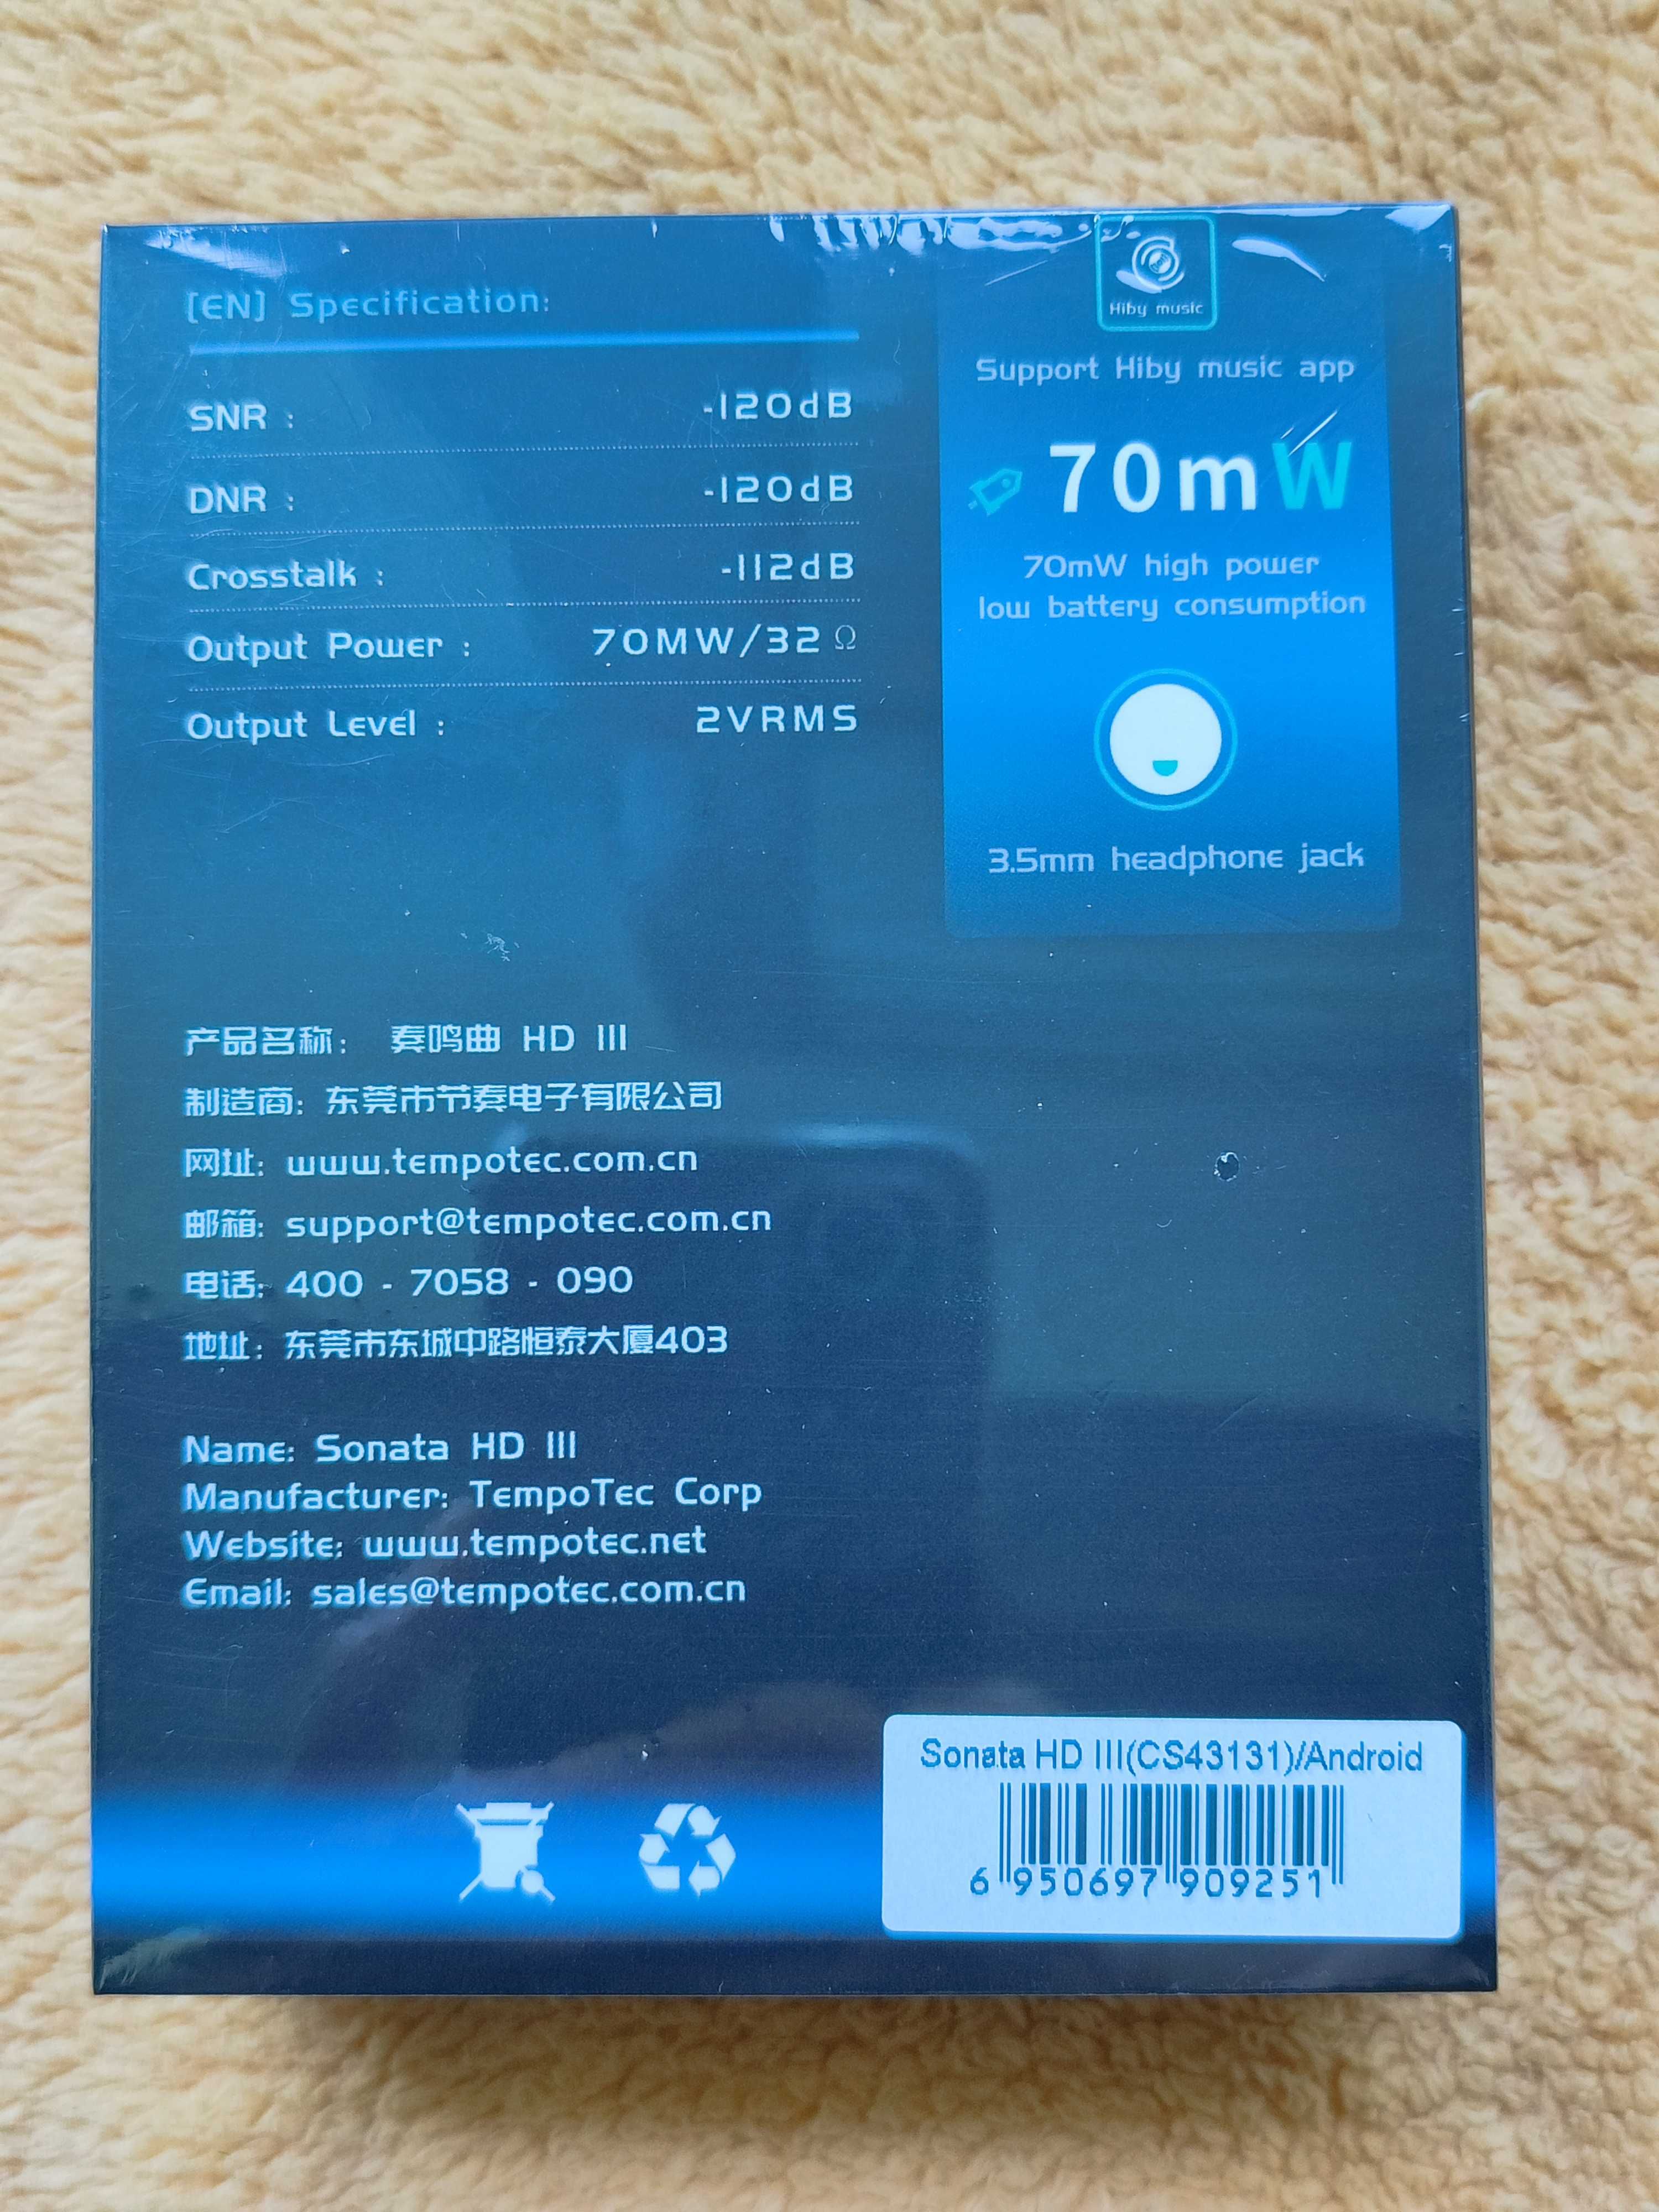 [EN] Specification:
SNR : -120dB
DNR : -120dB
Crosstalk : -112dB
Output Power : 70MW/32 Ω
Output Level : 2VRMS
Hiby music
Support Hiby music app
70mW
70mW high power
low battery consumption
3.5mm headphone jack
产品名称： 奏鸣曲 HD III
制造商: 东莞市节奏电子有限公司
网址: www.tempotec.com.cn
邮箱: support@tempotec.com.cn
电话: 400 - 7058 - 090
地址: 东莞市东城中路恒泰大厦403
Name: Sonata HD III
Manufacturer: TempoTec Corp
Website: www.tempotec.net
Email: sales@tempotec.com.cn
Sonata HD III(CS43131)/Android
6 950697 909251